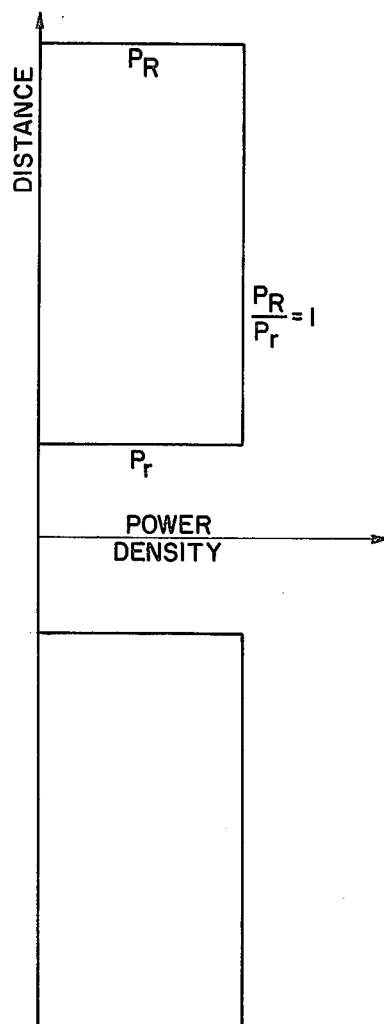 P_R
DISTANCE
P_R
P_r = 1
P_r
POWER
DENSITY